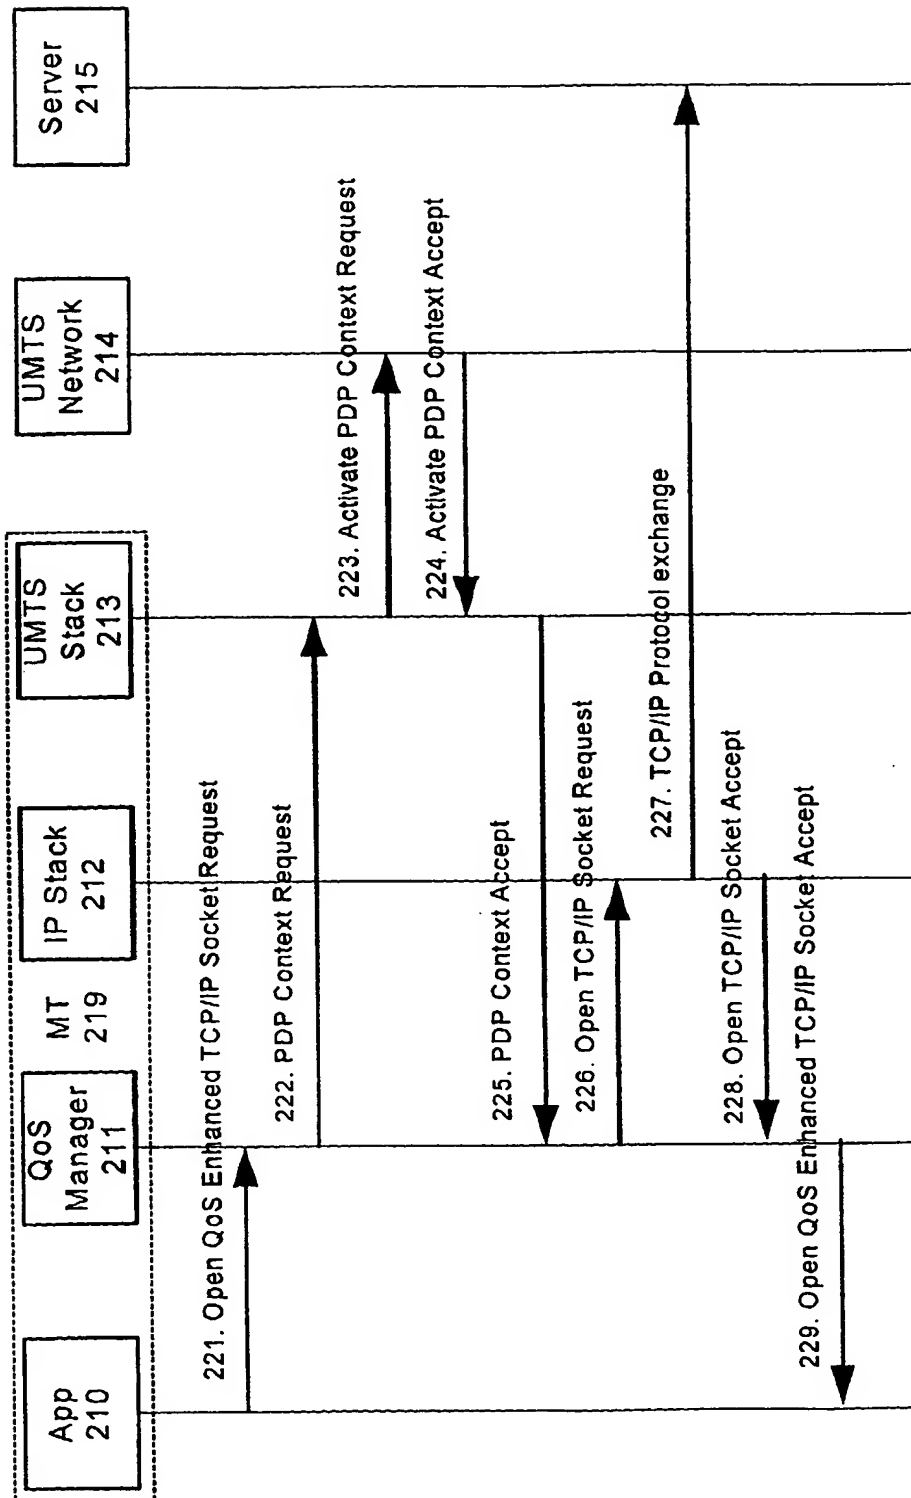 App
210
QoS
Manager
211
MT
219
IP Stack
212
UMTS
Stack
213
UMTS
Network
214
Server
215
221. Open QoS Enhanced TCP/IP Socket Request
222. PDP Context Request
223. Activate PDP Context Request
224. Activate PDP Context Accept
225. PDP Context Accept
226. Open TCP/IP Socket Request
227. TCP/IP Protocol exchange
228. Open TCP/IP Socket Accept
229. Open QoS Enhanced TCP/IP Socket Accept